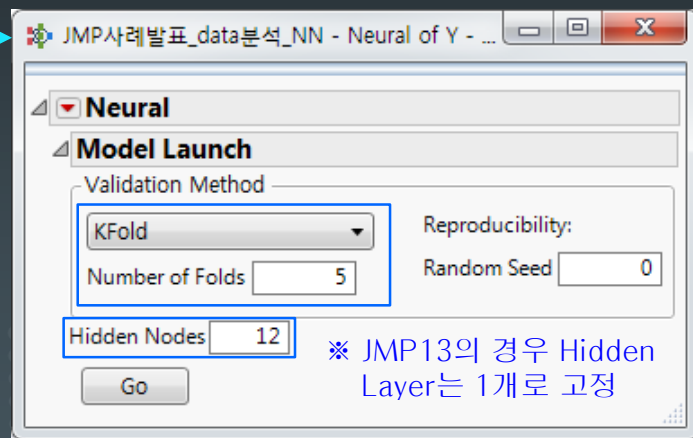 JMP사례발표_data분석_NN - Neural of Y - ...
Neural
Model Launch
Validation Method
KFold
Number of Folds 5
Reproducibility:
Random Seed 0
Hidden Nodes 12
※ JMP13의 경우 Hidden
Layer는 1개로 고정
Go